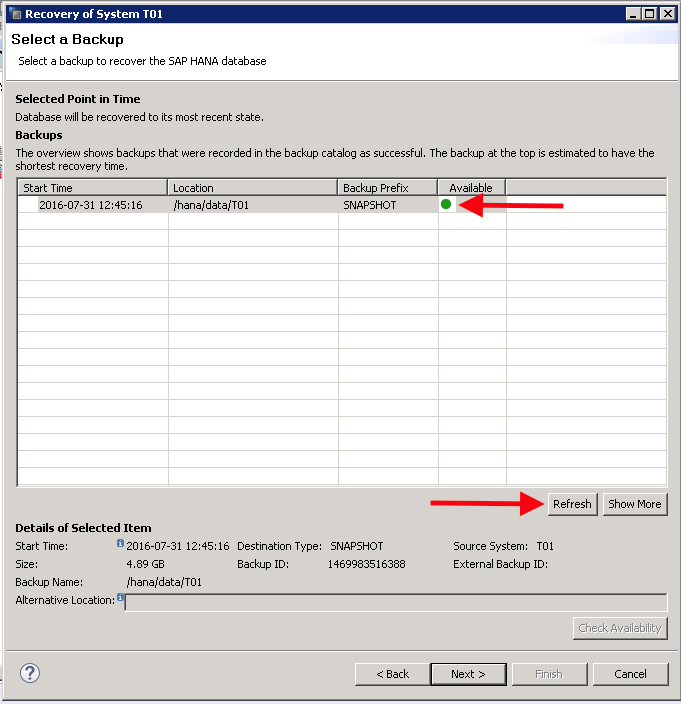 Recovery of System T01
Select a Backup
Select a backup to recover the SAP HANA database
Selected Point in Time
Database will be recovered to its most recent state.
Backups
The overview shows backups that were recorded in the backup catalog as successful. The backup at the top is estimated to have the
shortest recovery time.
Start Time Location Backup Prefix Available
2016-07-31 12:45:16 /hana/data/T01 SNAPSHOT
Refresh Show More
Details of Selected Item
Start Time: 2016-07-31 12:45:16 Destination Type: SNAPSHOT Source System: T01
Size: 4.89 GB Backup ID: 1469983516388 External Backup ID:
Backup Name: /hana/data/T01
Alternative Location:
Check Availability
? < Back Next > Finish Cancel